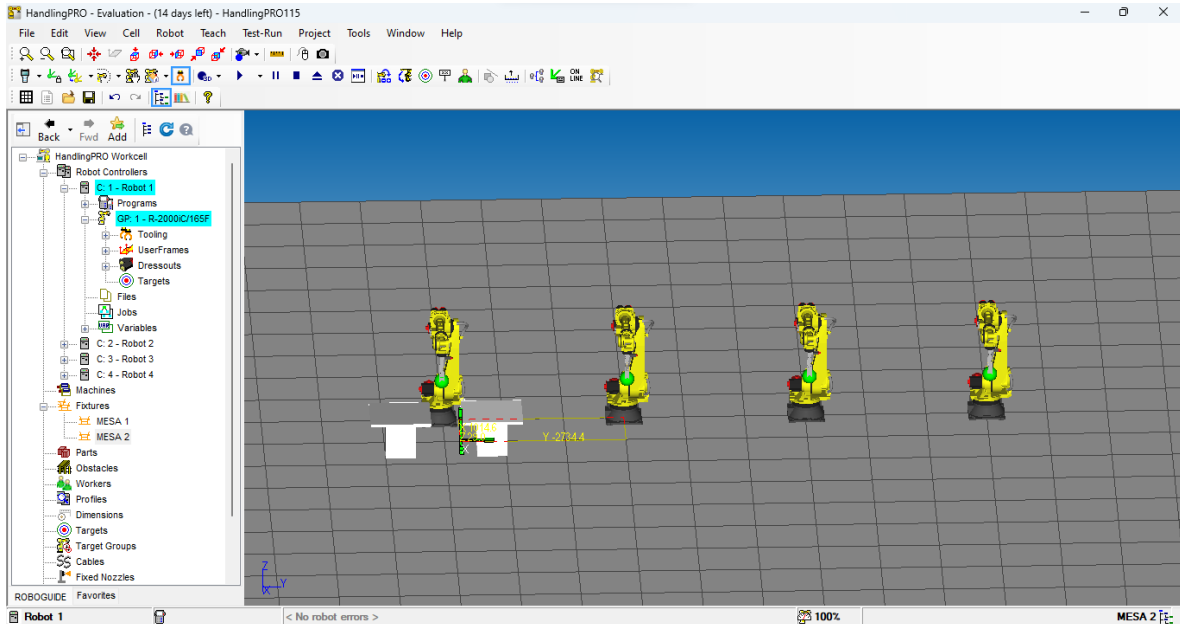 HandlingPRO - Evaluation - (14 days left) - HandlingPRO115
File Edit View Cell Robot Teach Test-Run Project Tools Window Help
Back Fwd Add
HandlingPRO Workcell
Robot Controllers
C: 1 - Robot 1
Programs
GP: 1 - R-2000iC/165F
Tooling
UserFrames
Dressouts
Targets
Files
Jobs
Variables
C: 2 - Robot 2
C: 3 - Robot 3
C: 4 - Robot 4
Machines
Fixtures
MESA 1
MESA 2
Parts
Obstacles
Workers
Profiles
Dimensions
Targets
Target Groups
Cables
Fixed Nozzles
ROBOGUIDE Favorites
Y -2734.4
X
Z
Y
X
Robot 1 < No robot errors > 100% MESA 2